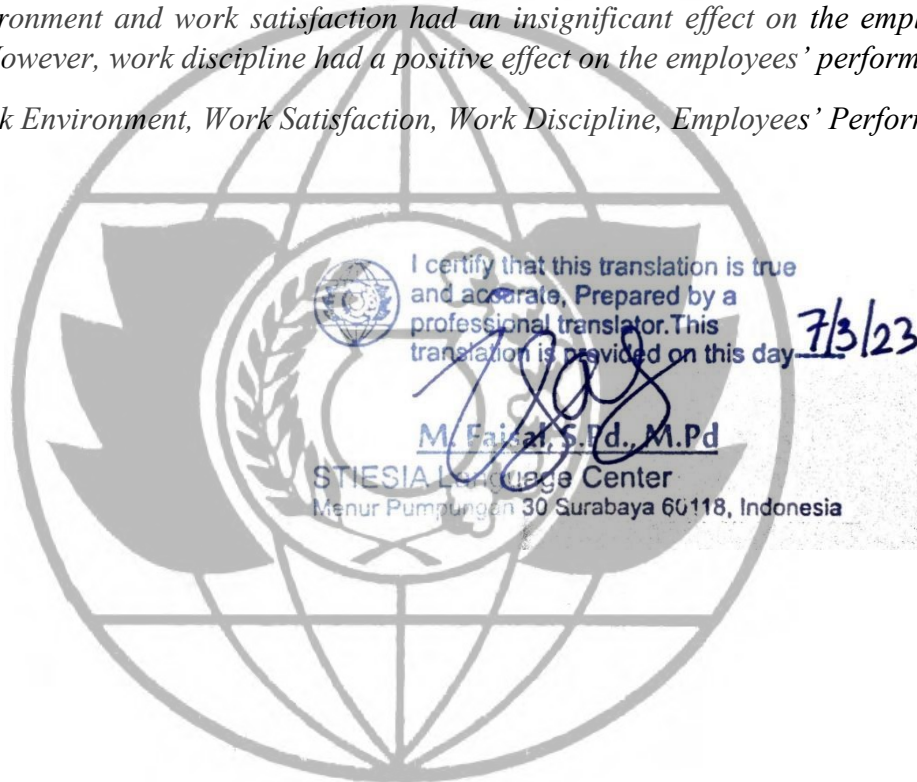 ronment and work satisfaction had an insignificant effect on the empl
However, work discipline had a positive effect on the employees' perform
k Environment, Work Satisfaction, Work Discipline, Employees' Perfor
I certify that this translation is true
and accurate, Prepared by a
professional translator.This
translation is provided on this day 7/3/23
M. Faisal, S.Pd., M.Pd
STIESIA Language Center
Menur Pumpungan 30 Surabaya 60118, Indonesia